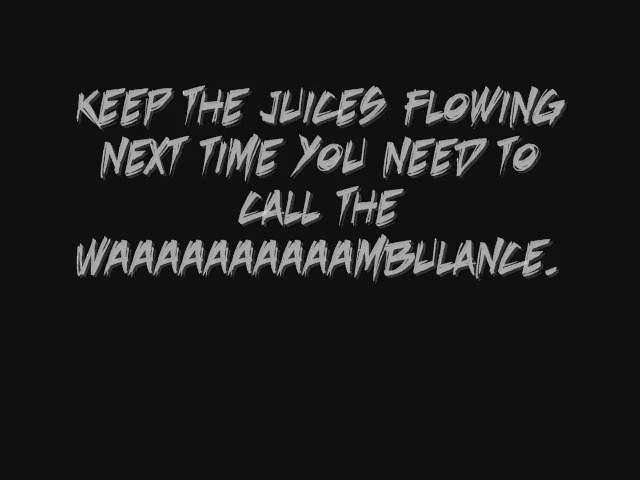 KEEP THE JUICES FLOWING
NEXT TIME YOU NEED TO
CALL THE
WAAAAAAAAAAMBULANCE.